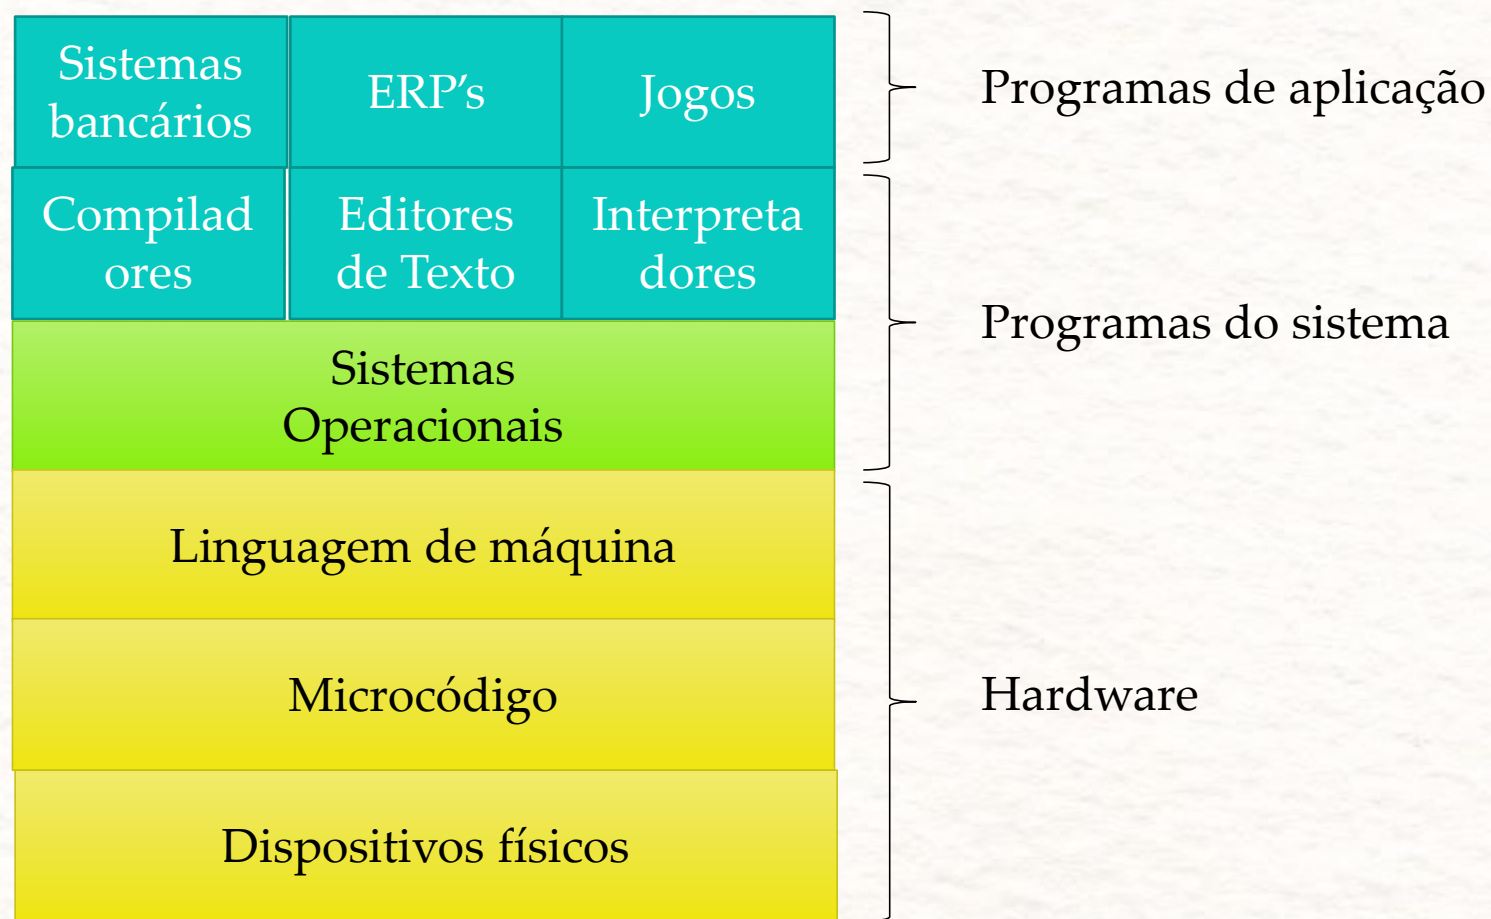 Sistemas
bancários
ERP’s
Jogos
Programas de aplicação
Compilad
ores
Editores
de Texto
Interpreta
dores
Programas do sistema
Sistemas
Operacionais
Linguagem de máquina
Microcódigo
Hardware
Dispositivos físicos